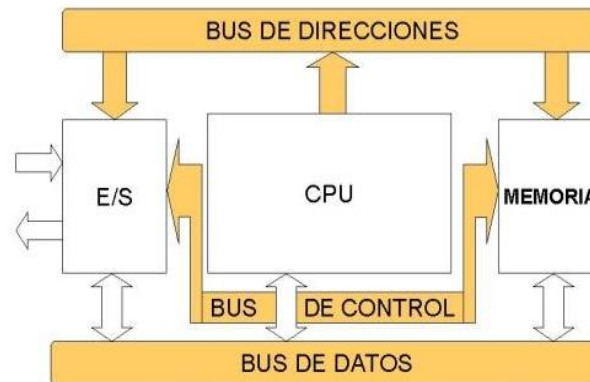 BUS DE DIRECCIONES
E/S
CPU
MEMORIA
BUS DE CONTROL
BUS DE DATOS